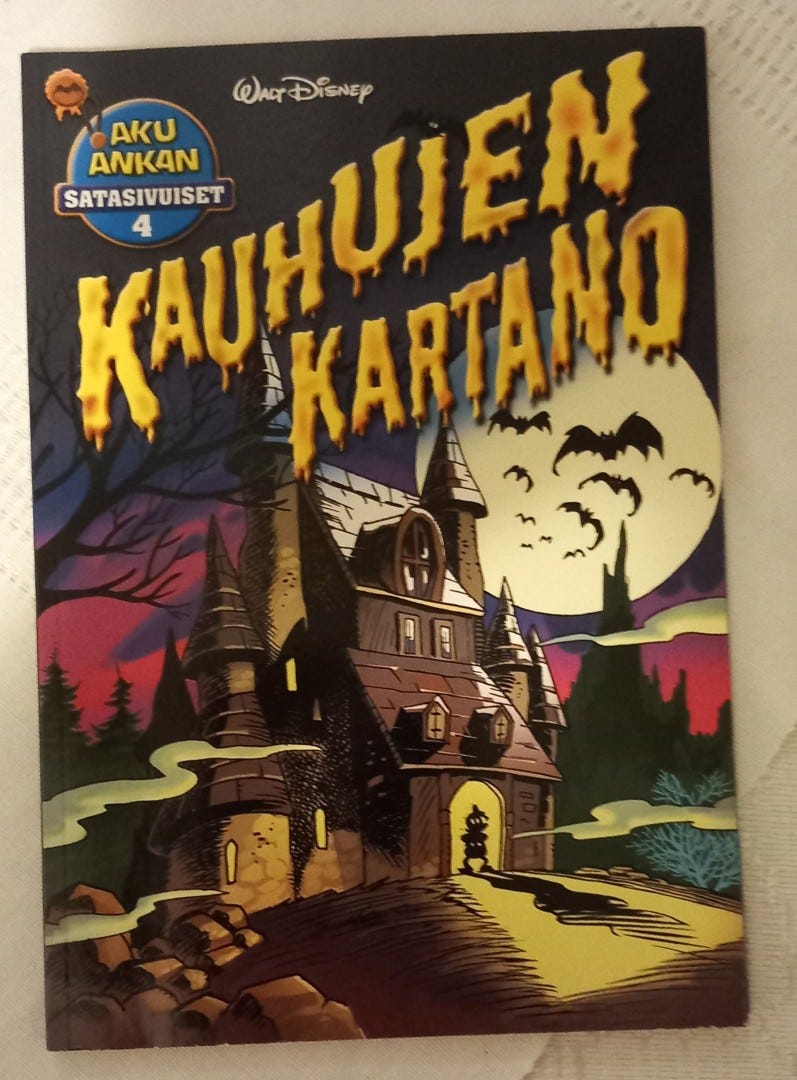 WALT DISNEY
AKU
ANKAN
SATASIVUISET
4
KAUHUJEN
KARTANO